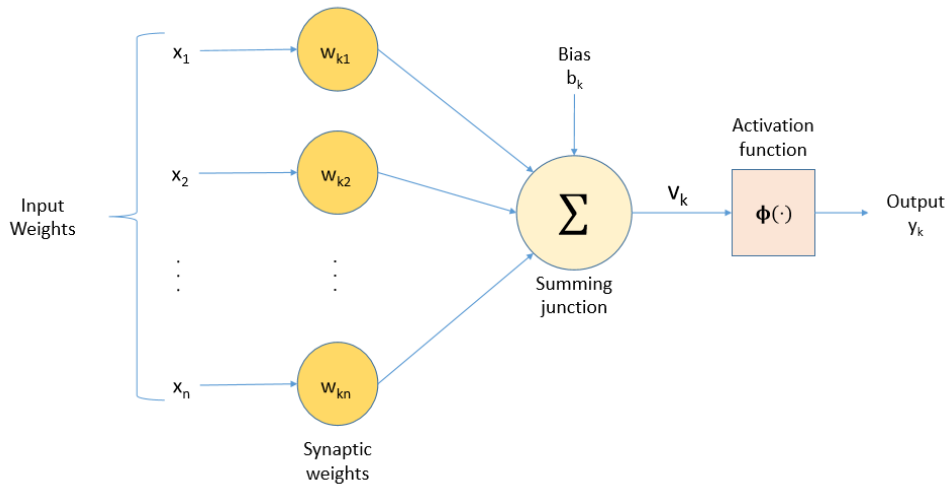 Input
Weights
x1
x2
⋮
xn
wk1
wk2
⋮
wkn
Synaptic
weights
Bias
bk
Σ
Summing
junction
vk
Activation
function
ϕ(·)
Output
yk